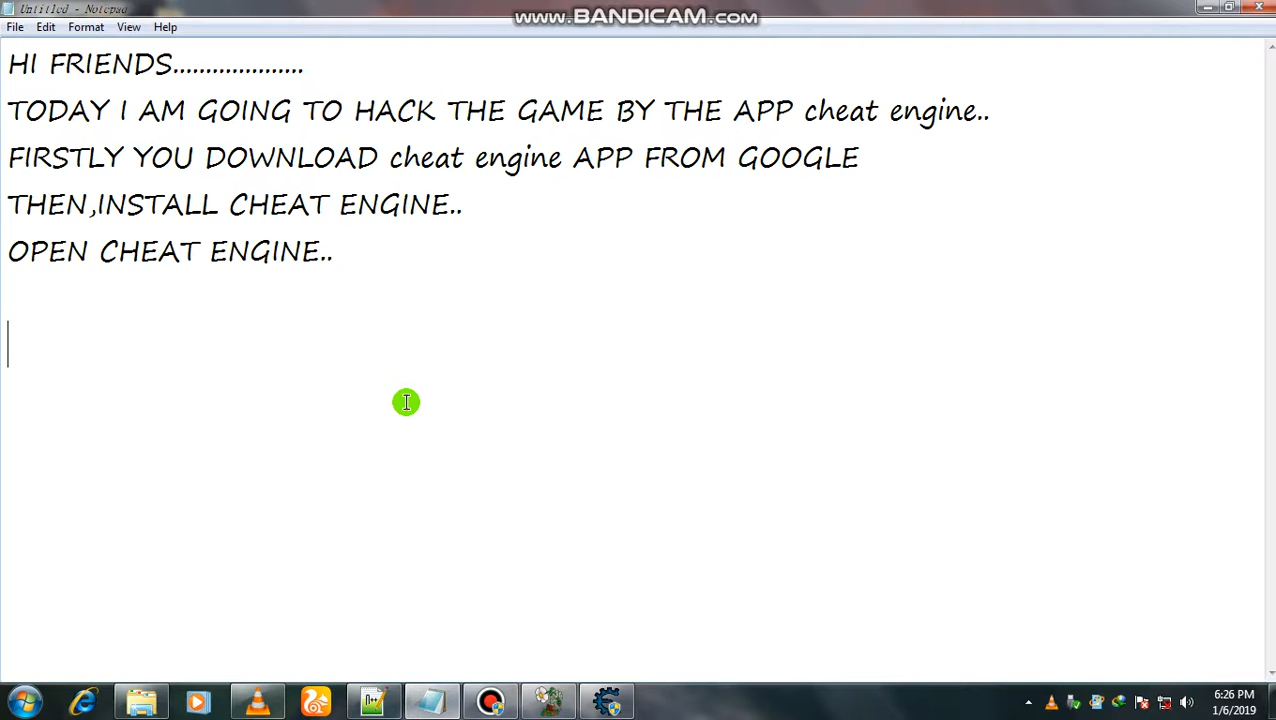 Untitled - Notepad
www.BANDICAM.com
File Edit Format View Help
HI FRIENDS....................
TODAY I AM GOING TO HACK THE GAME BY THE APP cheat engine..
FIRSTLY YOU DOWNLOAD cheat engine APP FROM GOOGLE
THEN,INSTALL CHEAT ENGINE..
OPEN CHEAT ENGINE..
6:26 PM
1/6/2019